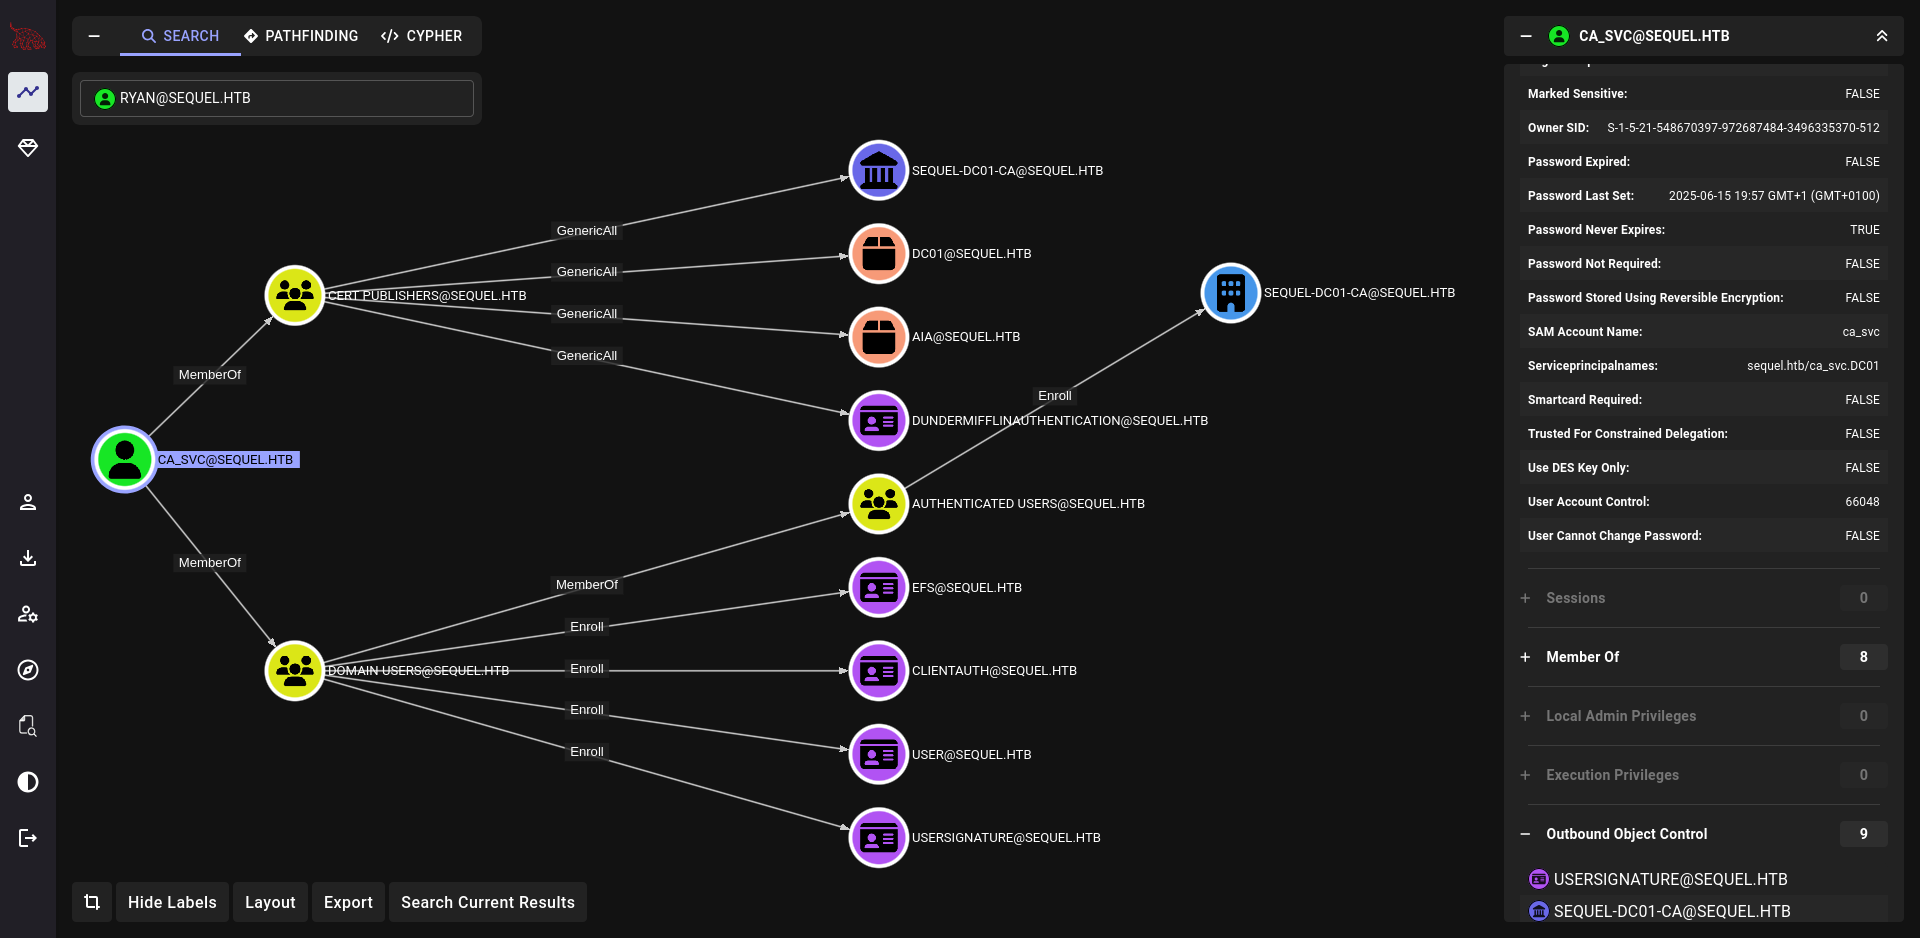 SEARCH
PATHFINDING
CYPHER
RYAN@SEQUEL.HTB
SEQUEL-DC01-CA@SEQUEL.HTB
GenericAll
DC01@SEQUEL.HTB
GenericAll
SEQUEL-DC01-CA@SEQUEL.HTB
CERT PUBLISHERS@SEQUEL.HTB
GenericAll
AIA@SEQUEL.HTB
GenericAll
MemberOf
Enroll
DUNDERMIFFLINAUTHENTICATION@SEQUEL.HTB
CA_SVC@SEQUEL.HTB
AUTHENTICATED USERS@SEQUEL.HTB
MemberOf
MemberOf
EFS@SEQUEL.HTB
Enroll
DOMAIN USERS@SEQUEL.HTB
Enroll
CLIENTAUTH@SEQUEL.HTB
Enroll
Enroll
USER@SEQUEL.HTB
USERSIGNATURE@SEQUEL.HTB
Hide Labels
Layout
Export
Search Current Results
CA_SVC@SEQUEL.HTB
Marked Sensitive: FALSE
Owner SID: S-1-5-21-548670397-972687484-3496335370-512
Password Expired: FALSE
Password Last Set: 2025-06-15 19:57 GMT+1 (GMT+0100)
Password Never Expires: TRUE
Password Not Required: FALSE
Password Stored Using Reversible Encryption: FALSE
SAM Account Name: ca_svc
Serviceprincipalnames: sequel.htb/ca_svc.DC01
Smartcard Required: FALSE
Trusted For Constrained Delegation: FALSE
Use DES Key Only: FALSE
User Account Control: 66048
User Cannot Change Password: FALSE
Sessions 0
Member Of 8
Local Admin Privileges 0
Execution Privileges 0
Outbound Object Control 9
USERSIGNATURE@SEQUEL.HTB
SEQUEL-DC01-CA@SEQUEL.HTB